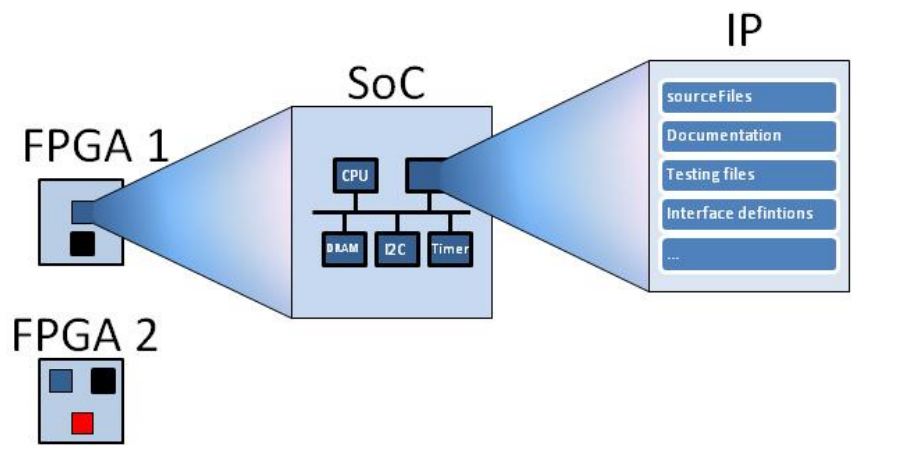 IP
SoC
FPGA 1
sourceFiles
Documentation
Testing files
Interface defintions
...
CPU
DRAM
I2C
Timer
FPGA 2